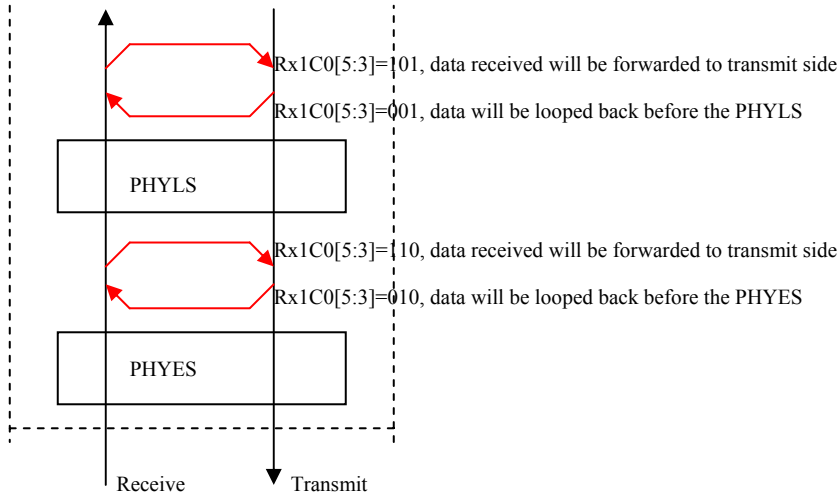 Rx1C0[5:3]=101, data received will be forwarded to transmit side
Rx1C0[5:3]=001, data will be looped back before the PHYLS
PHYLS
Rx1C0[5:3]=110, data received will be forwarded to transmit side
Rx1C0[5:3]=010, data will be looped back before the PHYES
PHYES
Receive Transmit